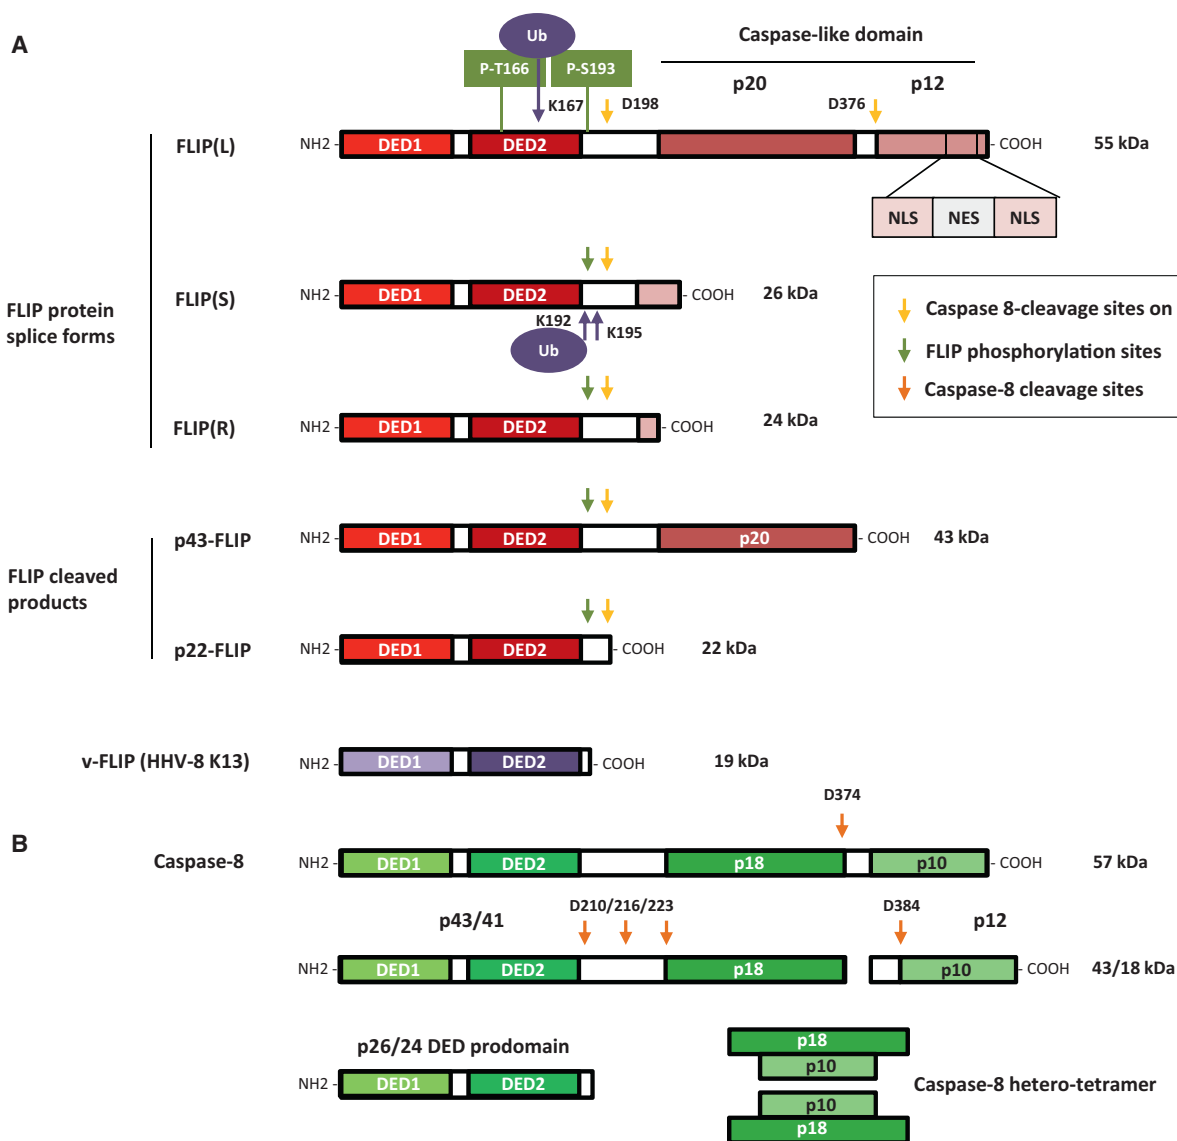 A
Ub
Caspase-like domain
P-T166
P-S193
p20
p12
K167
D198
D376
FLIP(L)
NH2 -
DED1
DED2
- COOH
55 kDa
NLS
NES
NLS
FLIP protein
splice forms
FLIP(S)
NH2 -
DED1
DED2
- COOH
26 kDa
K192
K195
Ub
Caspase 8-cleavage sites on
FLIP phosphorylation sites
Caspase-8 cleavage sites
FLIP(R)
NH2 -
DED1
DED2
- COOH
24 kDa
FLIP cleaved
products
p43-FLIP
NH2 -
DED1
DED2
p20
- COOH
43 kDa
p22-FLIP
NH2 -
DED1
DED2
- COOH
22 kDa
v-FLIP (HHV-8 K13)
NH2 -
DED1
DED2
- COOH
19 kDa
B
D374
Caspase-8
NH2 -
DED1
DED2
p18
p10
- COOH
57 kDa
p43/41
D210/216/223
D384
p12
NH2 -
DED1
DED2
p18
p10
- COOH
43/18 kDa
p26/24 DED prodomain
NH2 -
DED1
DED2
p18
p10
p10
p18
Caspase-8 hetero-tetramer